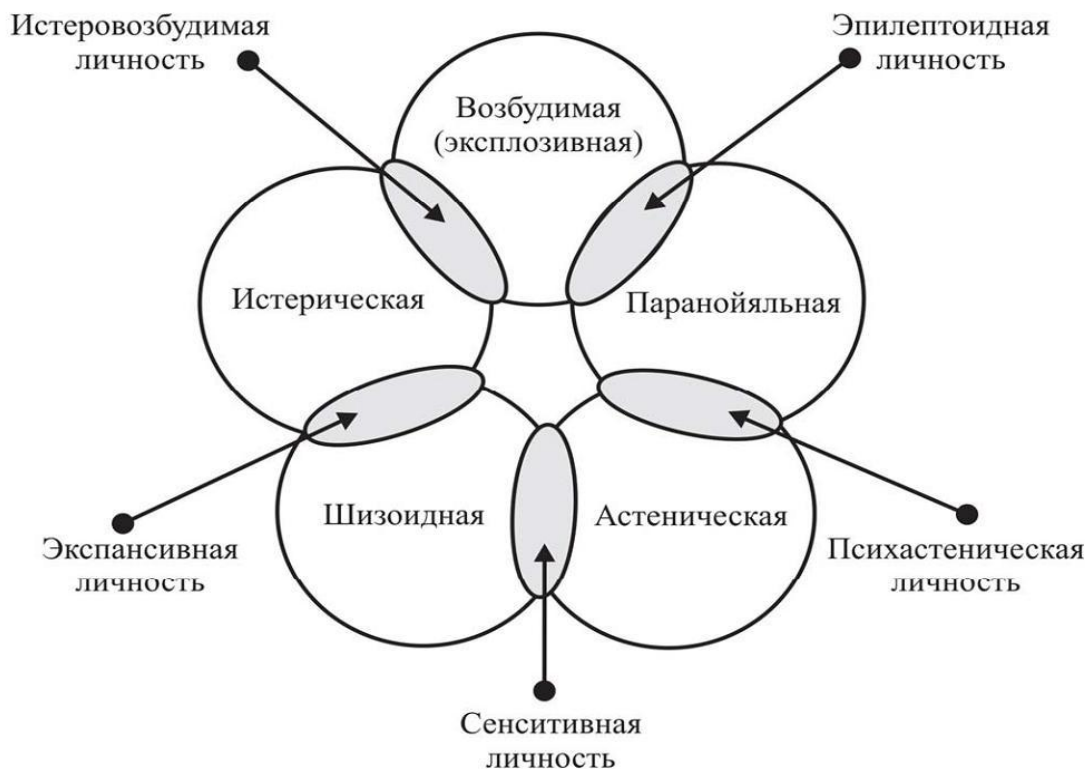 Истеровозбудимая
личность
Эпилептоидная
личность
Возбудимая
(эксплозивная)
Истерическая
Паранойяльная
Шизоидная
Астеническая
Экспансивная
личность
Психастеническая
личность
Сенситивная
личность